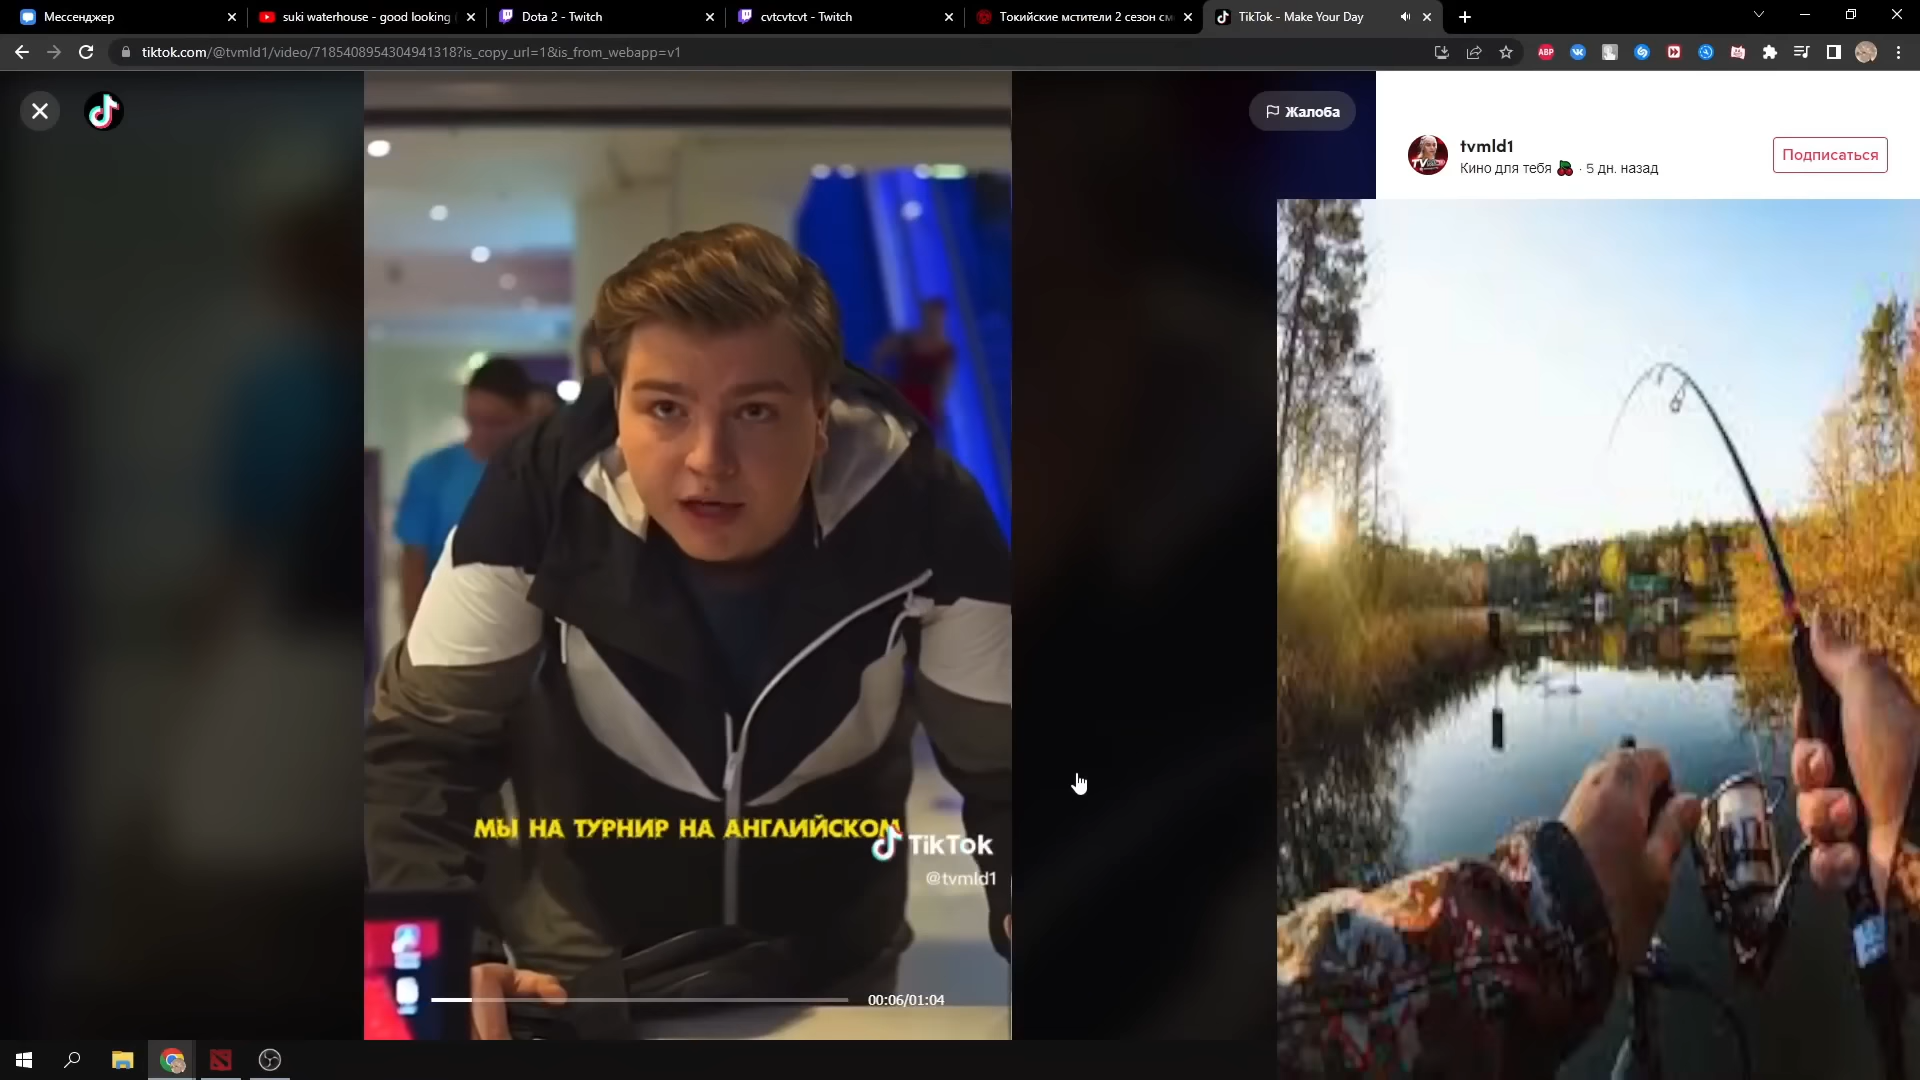 Мессенджер
suki waterhouse - good looking
Dota 2 - Twitch
cvtcvtcvt - Twitch
Токийские мстители 2 сезон см
TikTok - Make Your Day
tiktok.com/@tvmld1/video/7185408954304941318?is_copy_url=1&is_from_webapp=v1
ABP
Жалоба
tvmld1
Кино для тебя 🍒 · 5 дн. назад
Подписаться
МЫ НА ТУРНИР НА АНГЛИЙСКОМ
TikTok
@tvmld1
00:06/01:04